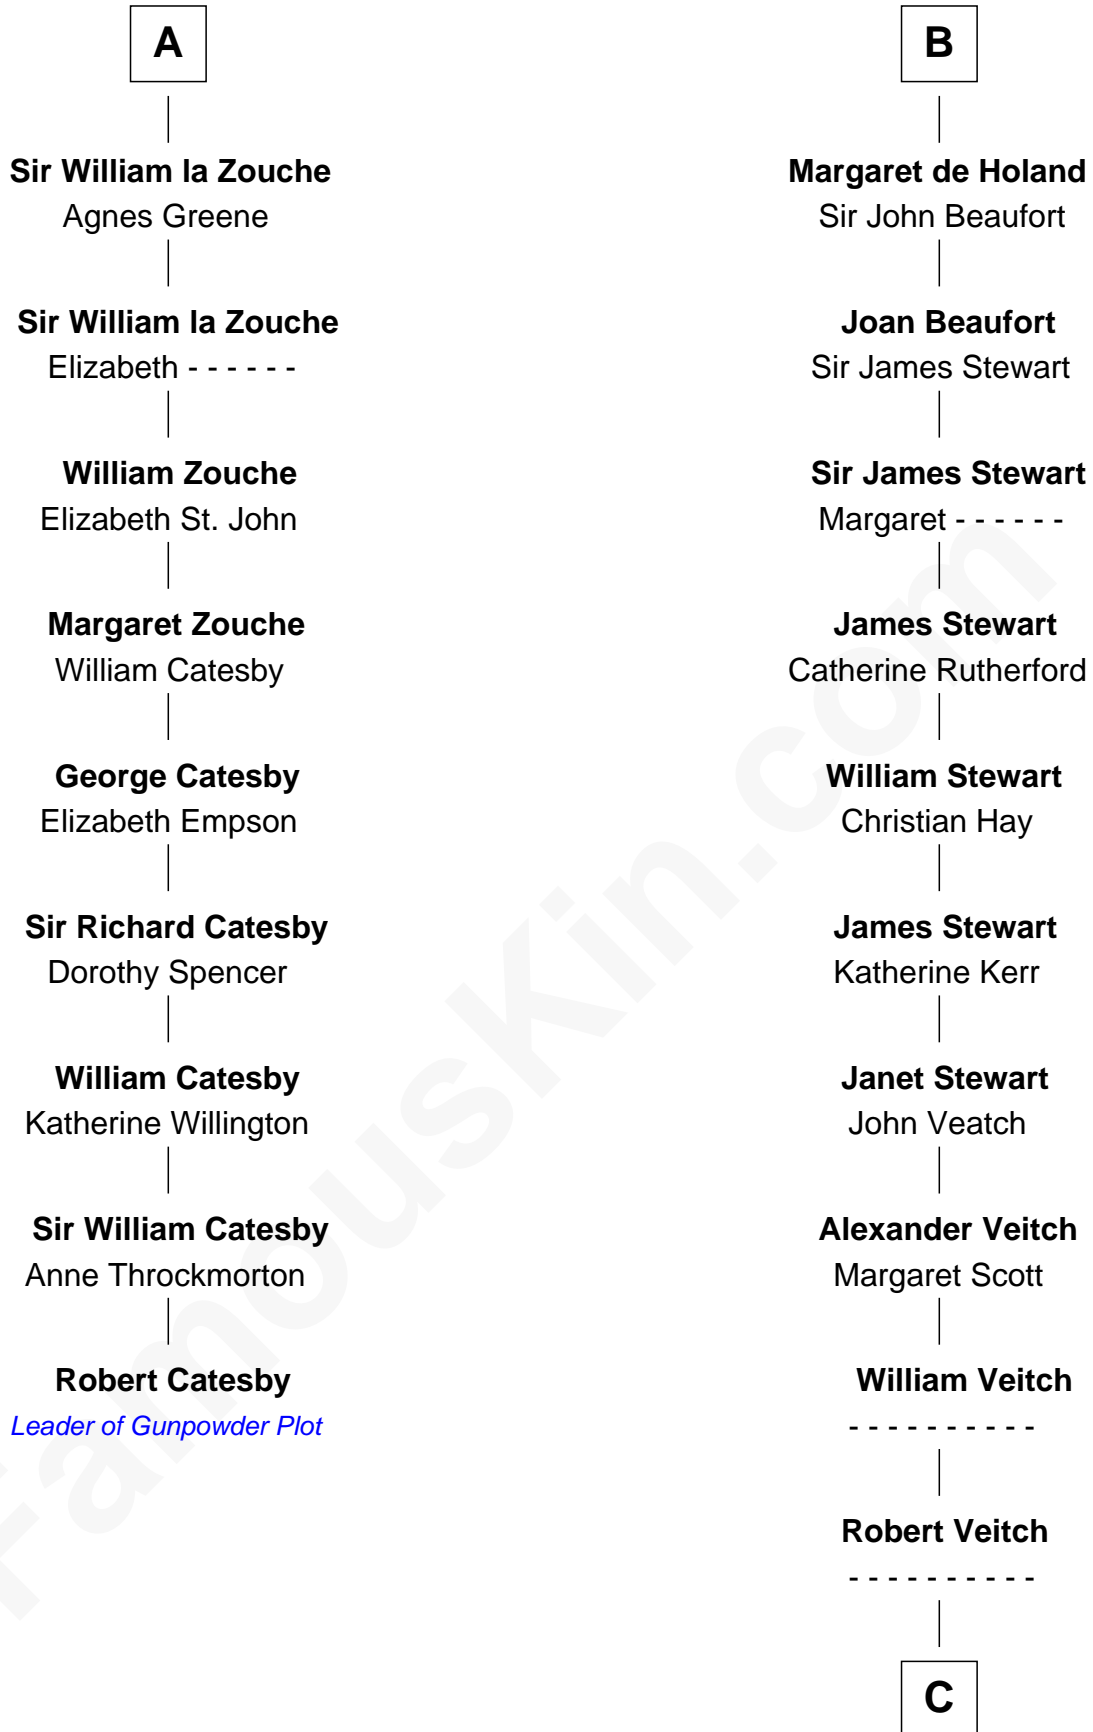 A
Sir William la Zouche
Agnes Greene
Sir William la Zouche
Elizabeth - - - - - -
William Zouche
Elizabeth St. John
Margaret Zouche
William Catesby
George Catesby
Elizabeth Empson
Sir Richard Catesby
Dorothy Spencer
William Catesby
Katherine Willington
Sir William Catesby
Anne Throckmorton
Robert Catesby
Leader of Gunpowder Plot
B
Margaret de Holand
Sir John Beaufort
Joan Beaufort
Sir James Stewart
Sir James Stewart
Margaret - - - - - -
James Stewart
Catherine Rutherford
William Stewart
Christian Hay
James Stewart
Katherine Kerr
Janet Stewart
John Veatch
Alexander Veitch
Margaret Scott
William Veitch
- - - - - - - - - -
Robert Veitch
- - - - - - - - - -
C
FamousKin.com